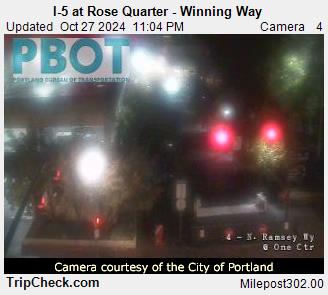 I-5 at Rose Quarter - Winning Way
Updated Oct 27 2024 11:04 PM Camera 4
PBOT
PORTLAND BUREAU OF TRANSPORTATION
4 - N. Ramsey Wy
@ One Ctr
Camera courtesy of the City of Portland
TripCheck.com Milepost302.00